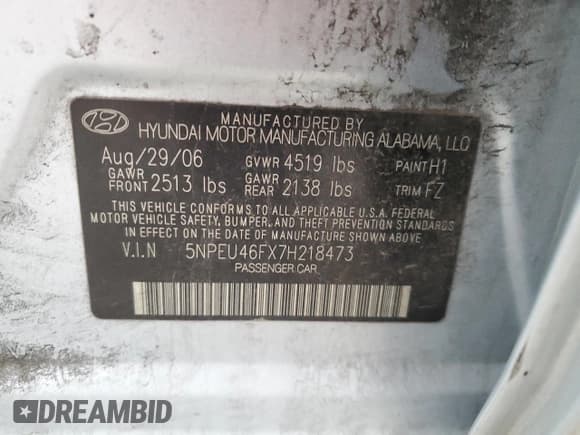 MANUFACTURED BY
HYUNDAI MOTOR MANUFACTURING ALABAMA, LLC
Aug/29/06 GVWR 4519 lbs PAINT H1
GAWR FRONT 2513 lbs GAWR REAR 2138 lbs TRIM FZ
THIS VEHICLE CONFORMS TO ALL APPLICABLE U.S.A. FEDERAL
MOTOR VEHICLE SAFETY, BUMPER, AND THEFT PREVENTION STANDARDS
IN EFFECT ON THE DATE OF MANUFACTURE SHOWN ABOVE.
V.I.N 5NPEU46FX7H218473
PASSENGER CAR
DREAMBID